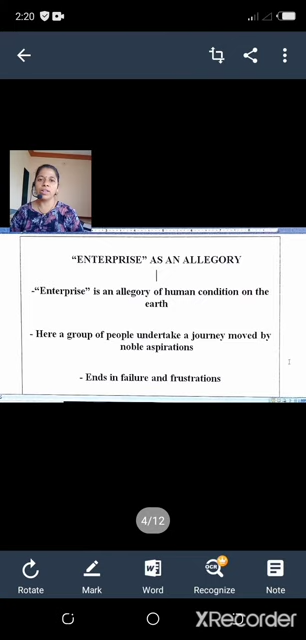 2:20
"ENTERPRISE" AS AN ALLEGORY
-"Enterprise" is an allegory of human condition on the
earth
- Here a group of people undertake a journey moved by
noble aspirations
- Ends in failure and frustrations
4/12
W
OCR
Rotate Mark Word Recognize Note
XRecorder